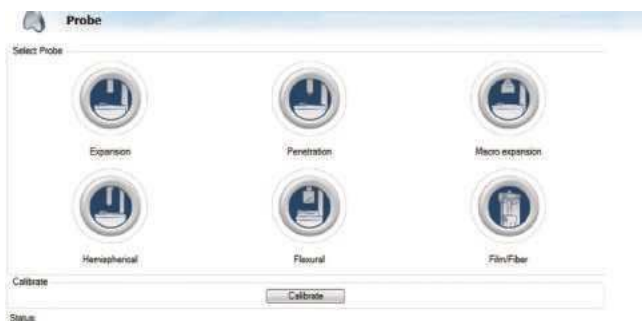 Probe
Select Probe
Expansion Penetration Macro expansion
Hemispherical Flexural Film/Fiber
Calibrate
Calibrate
Status: